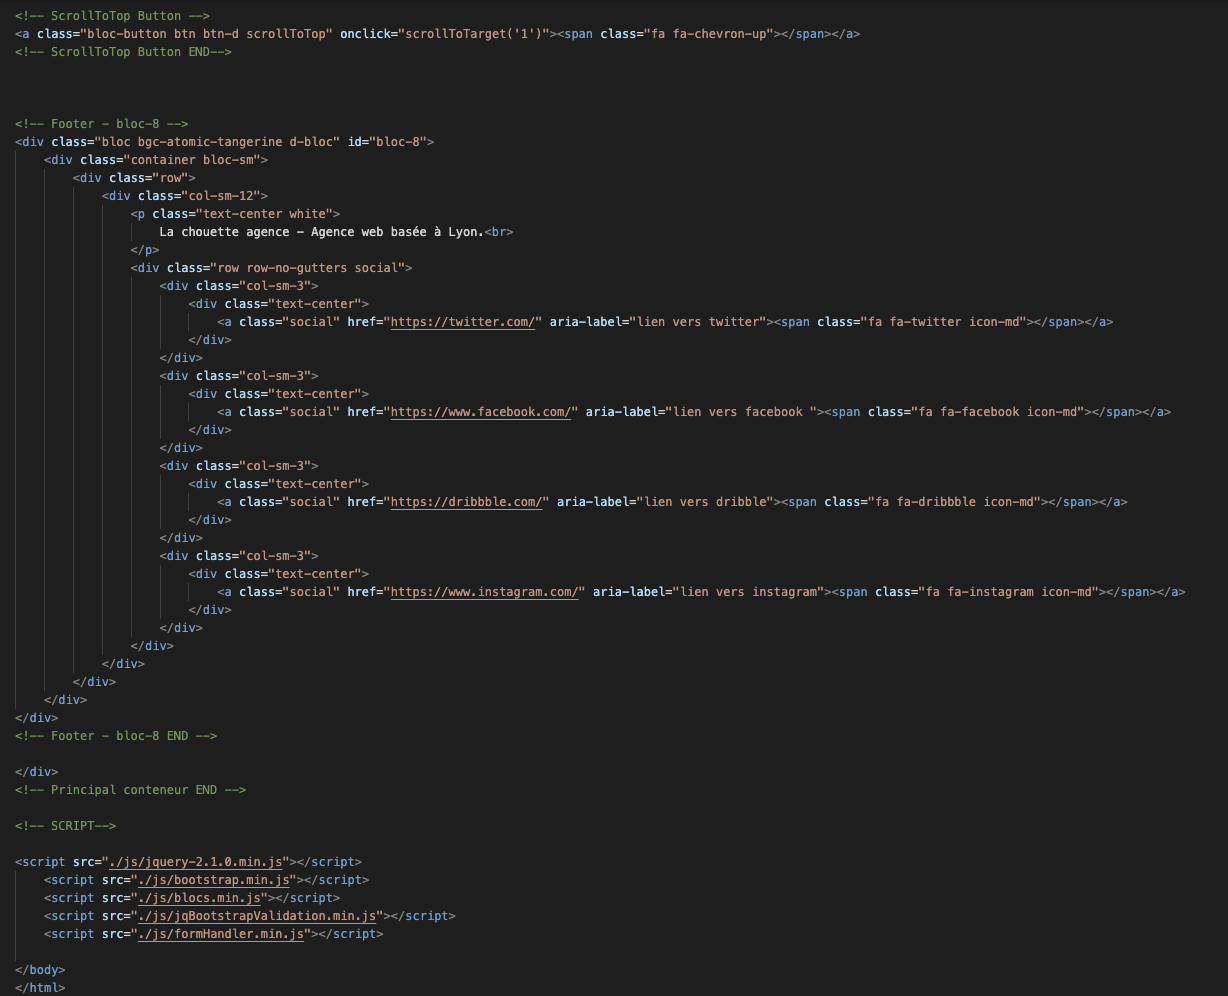 <!-- ScrollToTop Button -->
<a class="bloc-button btn btn-d scrollToTop" onclick="scrollToTarget('1')"><span class="fa fa-chevron-up"></span></a>
<!-- ScrollToTop Button END-->
<!-- Footer - bloc-8 -->
<div class="bloc bgc-atomic-tangerine d-bloc" id="bloc-8">
<div class="container bloc-sm">
<div class="row">
<div class="col-sm-12">
<p class="text-center white">
La chouette agence - Agence web basée à Lyon.<br>
</p>
<div class="row row-no-gutters social">
<div class="col-sm-3">
<div class="text-center">
<a class="social" href="https://twitter.com/" aria-label="lien vers twitter"><span class="fa fa-twitter icon-md"></span></a>
</div>
</div>
<div class="col-sm-3">
<div class="text-center">
<a class="social" href="https://www.facebook.com/" aria-label="lien vers facebook "><span class="fa fa-facebook icon-md"></span></a>
</div>
</div>
<div class="col-sm-3">
<div class="text-center">
<a class="social" href="https://dribbble.com/" aria-label="lien vers dribble"><span class="fa fa-dribbble icon-md"></span></a>
</div>
</div>
<div class="col-sm-3">
<div class="text-center">
<a class="social" href="https://www.instagram.com/" aria-label="lien vers instagram"><span class="fa fa-instagram icon-md"></span></a>
</div>
</div>
</div>
</div>
</div>
</div>
</div>
<!-- Footer - bloc-8 END -->
</div>
<!-- Principal conteneur END -->
<!-- SCRIPT-->
<script src="./js/jquery-2.1.0.min.js"></script>
<script src="./js/bootstrap.min.js"></script>
<script src="./js/blocs.min.js"></script>
<script src="./js/jqBootstrapValidation.min.js"></script>
<script src="./js/formHandler.min.js"></script>
</body>
</html>